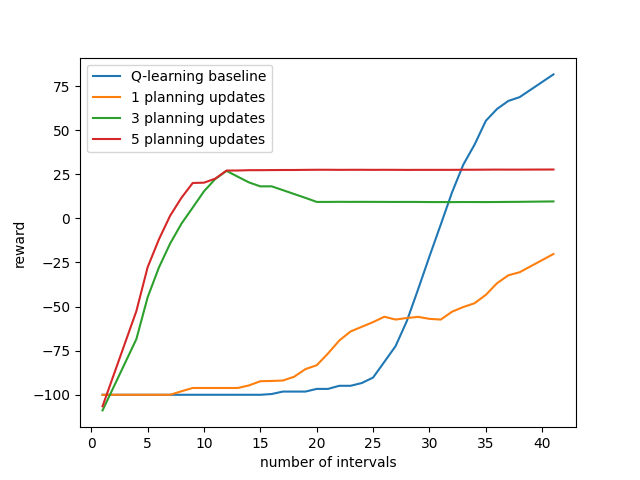 Q-learning baseline
1 planning updates
3 planning updates
5 planning updates
reward
75
50
25
0
−25
−50
−75
−100
0 5 10 15 20 25 30 35 40
number of intervals